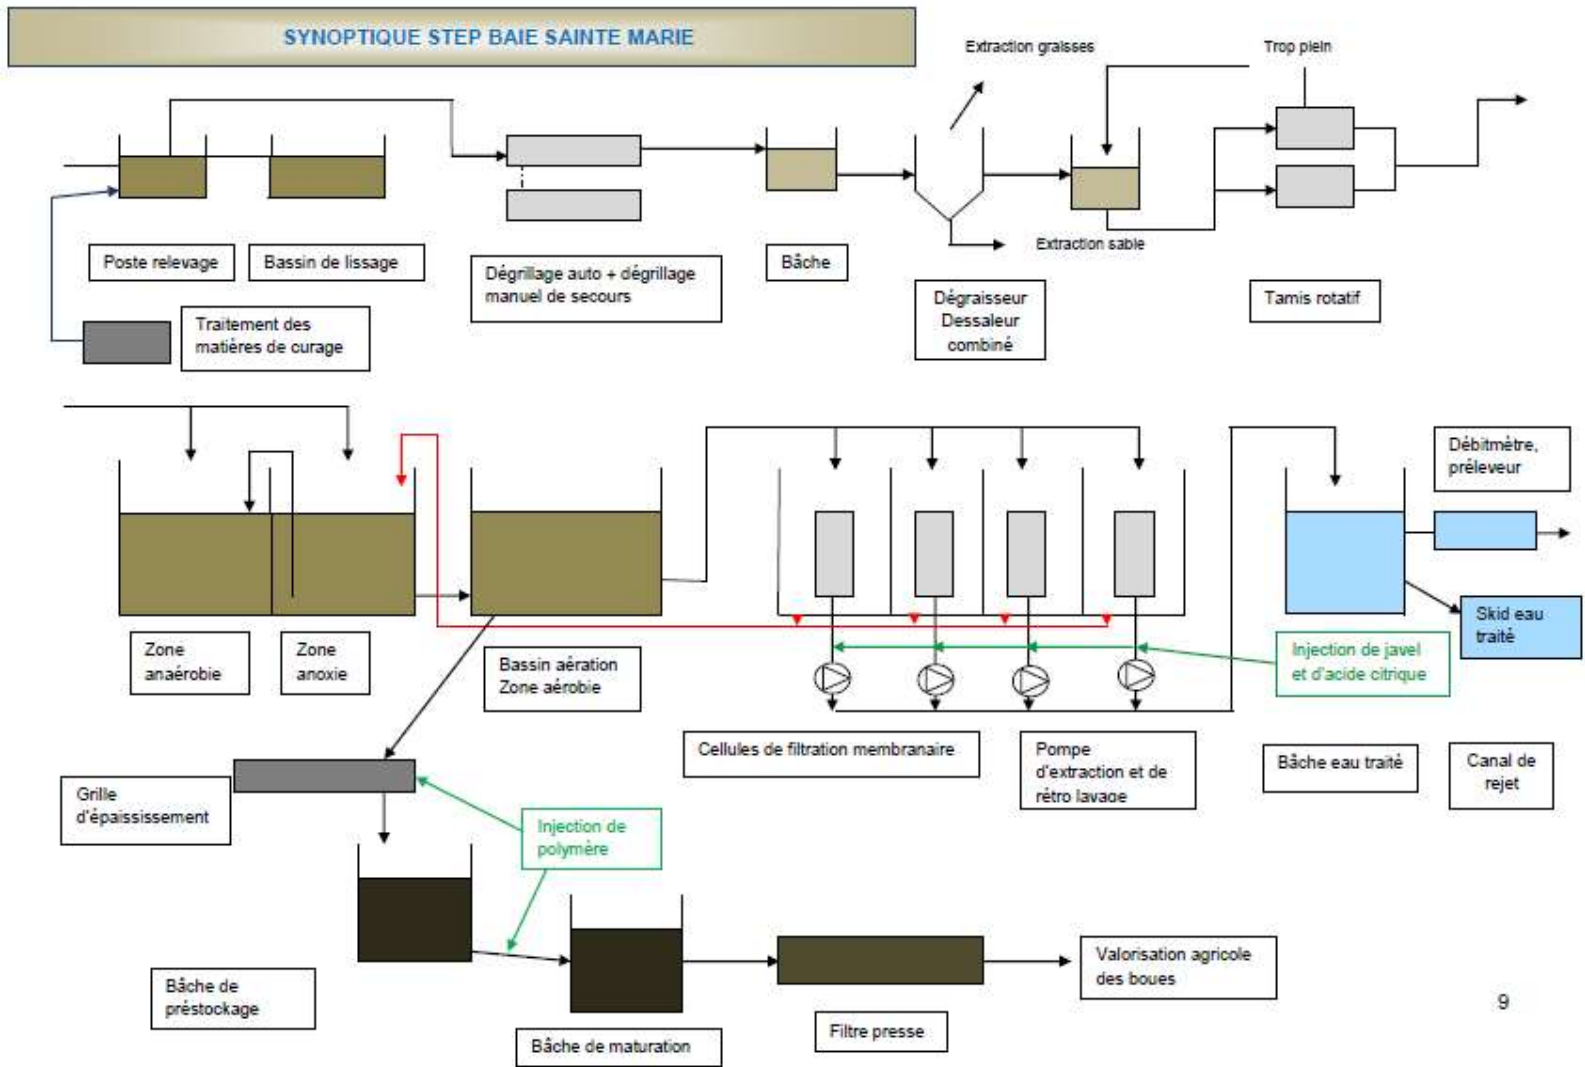 SYNOPTIQUE STEP BAIE SAINTE MARIE
Extraction graisses
Trop plein
Poste relevage
Bassin de lissage
Dégrillage auto + dégrillage
manuel de secours
Bâche
Extraction sable
Dégraisseur
Dessaleur
combiné
Tamis rotatif
Traitement des
matières de curage
Débitmètre,
préleveur
Zone
anaérobie
Zone
anoxie
Bassin aération
Zone aérobie
Injection de javel
et d'acide citrique
Skid eau
traité
Cellules de filtration membranaire
Pompe
d'extraction et de
rétro lavage
Bâche eau traité
Canal de
rejet
Grille
d'épaississement
Injection de
polymère
Bâche de
préstockage
Bâche de maturation
Filtre presse
Valorisation agricole
des boues
9